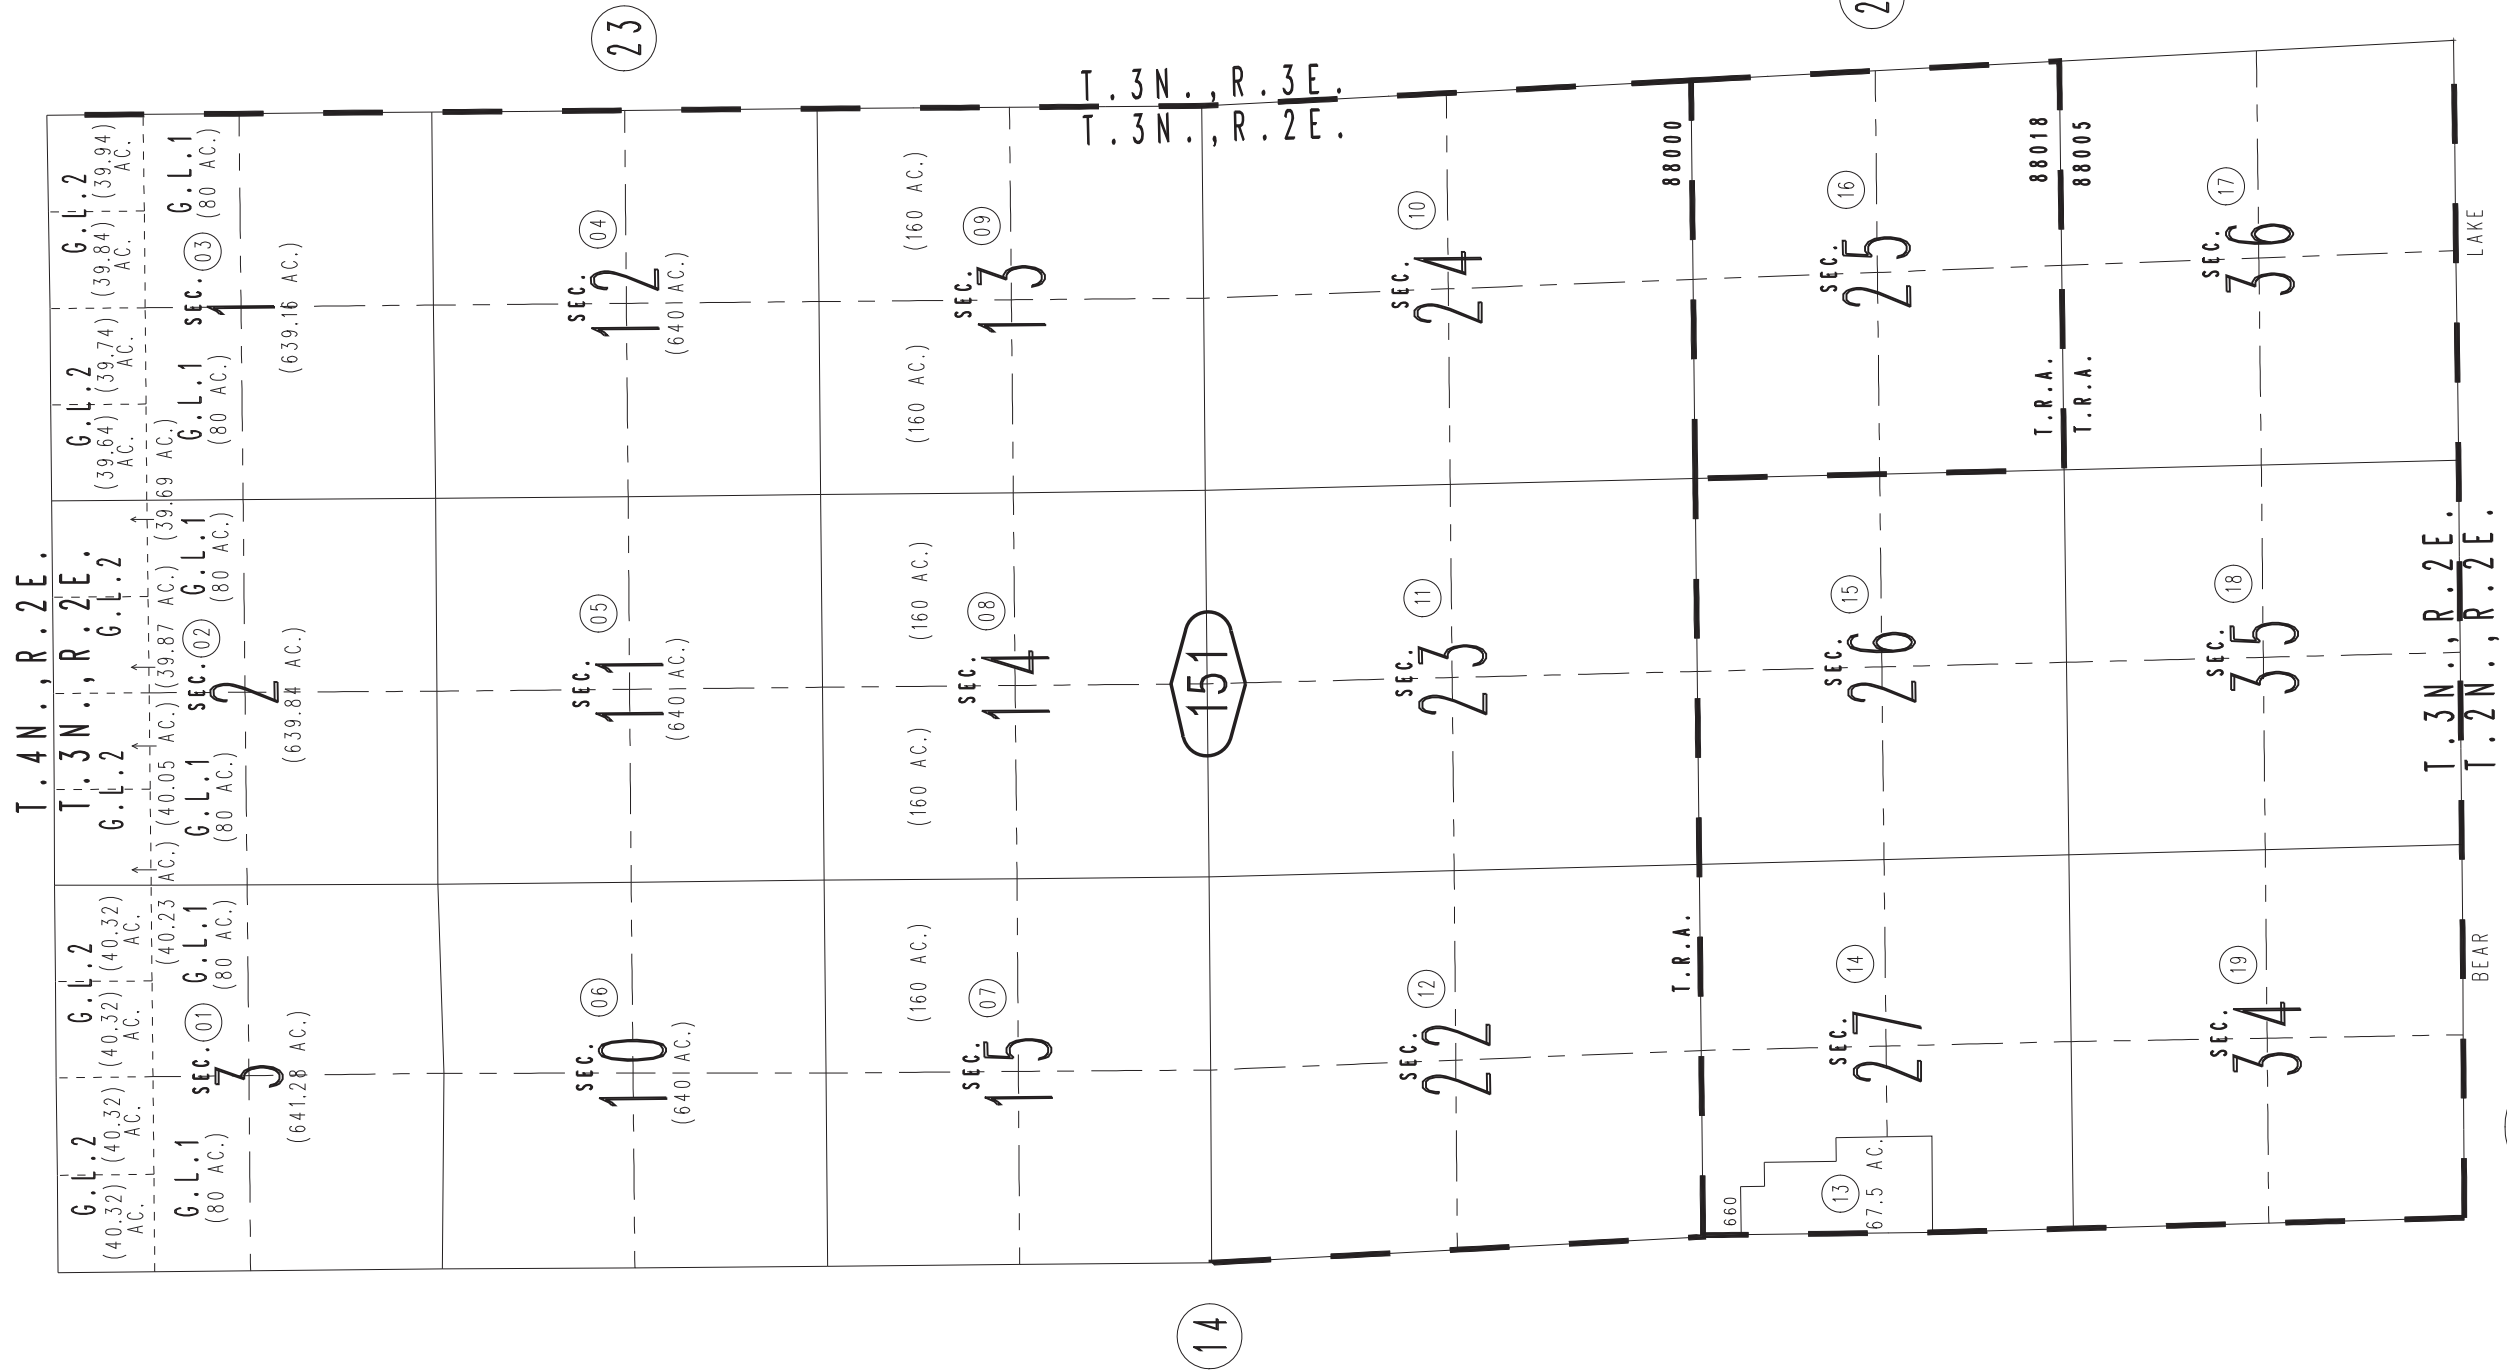 T.4N.,R.2E.
T.3N.,R.2E.
G.L.2 G.L.2 G.L.2 G.L.2 G.L.2 G.L.2
(40.32) AC. (40.32) AC. (40.32) AC. (40.32) AC.
(39.64) AC. (39.74) AC. (39.84) AC. (39.94) AC.
(40.23 AC.) (40.05 AC.) (39.87 AC.) (39.69 AC.)
G.L.1 G.L.1 G.L.1 G.L.1 G.L.1 G.L.1
(80 AC.) (80 AC.) (80 AC.) (80 AC.) (80 AC.) (80 AC.)
SEC. 01 SEC. 02 SEC. 03
3 2 1
(641.28 AC.) (639.84 AC.) (639.16 AC.)
23
SEC. 06 SEC. 05 SEC. 04
10 11 12
(640 AC.) (640 AC.) (640 AC.)
(160 AC.) (160 AC.) (160 AC.) (160 AC.) (160 AC.)
SEC. 07 SEC. 08 SEC. 09
15 14 13
T.3N.,R.3E.
T.3N.,R.2E.
14
151
SEC. 12 SEC. 11 SEC. 10
22 23 24
T.R.A. 88000
660
SEC. 14 SEC. 15 SEC. 16
27 26 25
13
67.5 AC.
T.R.A. 88018
T.R.A. 88005
SEC. 19 SEC. 18 SEC. 17
34 35 36
T.3N.,R.2E.
T.2N.,R.2E.
BEAR LAKE